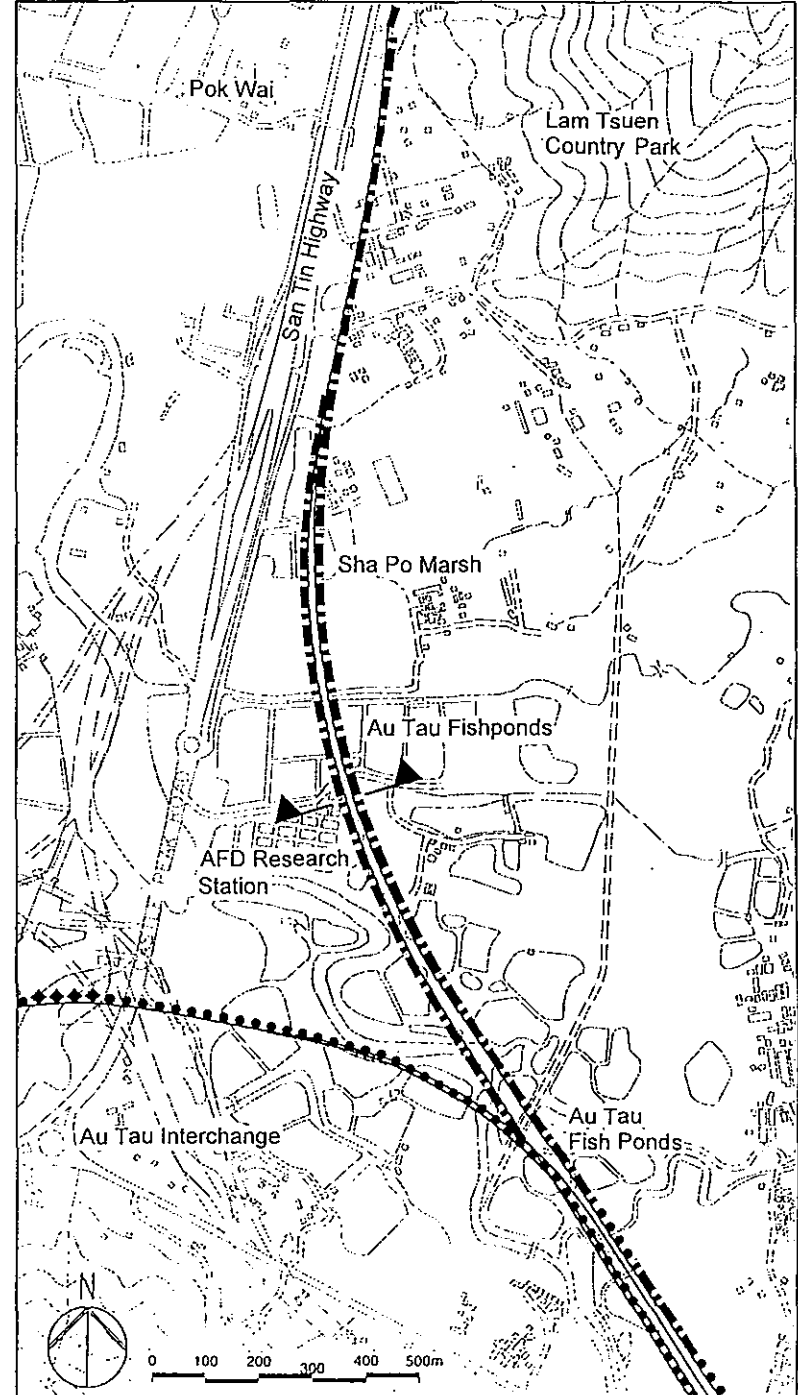 Pok Wai
Lam Tsuen
Country Park
San Tin Highway
Sha Po Marsh
Au Tau Fishponds
AFD Research
Station
Au Tau
Fish Ponds
Au Tau Interchange
N
0 100 200 300 400 500m